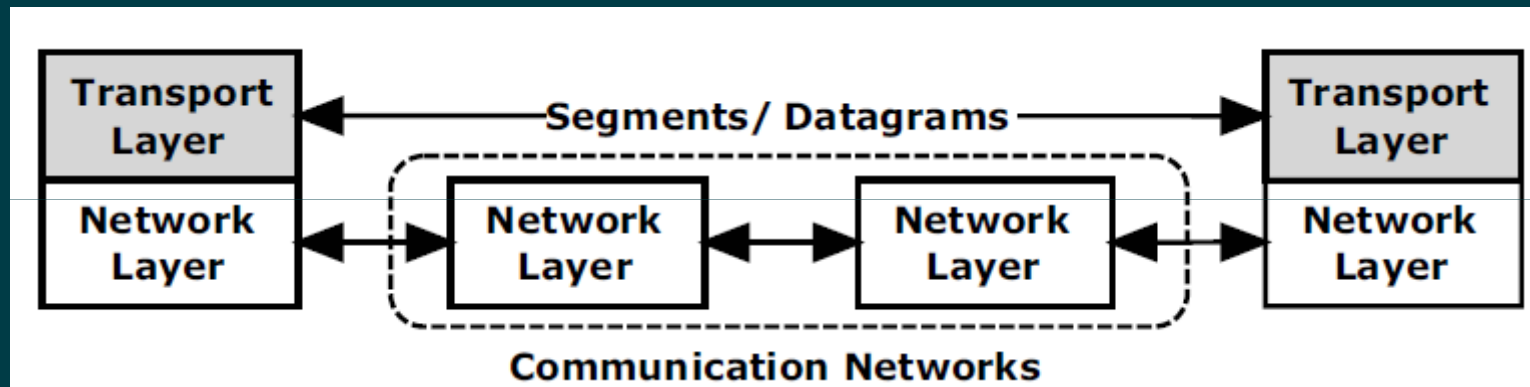 Transport
Layer
Segments/ Datagrams
Transport
Layer
Network
Layer
Network
Layer
Network
Layer
Network
Layer
Communication Networks